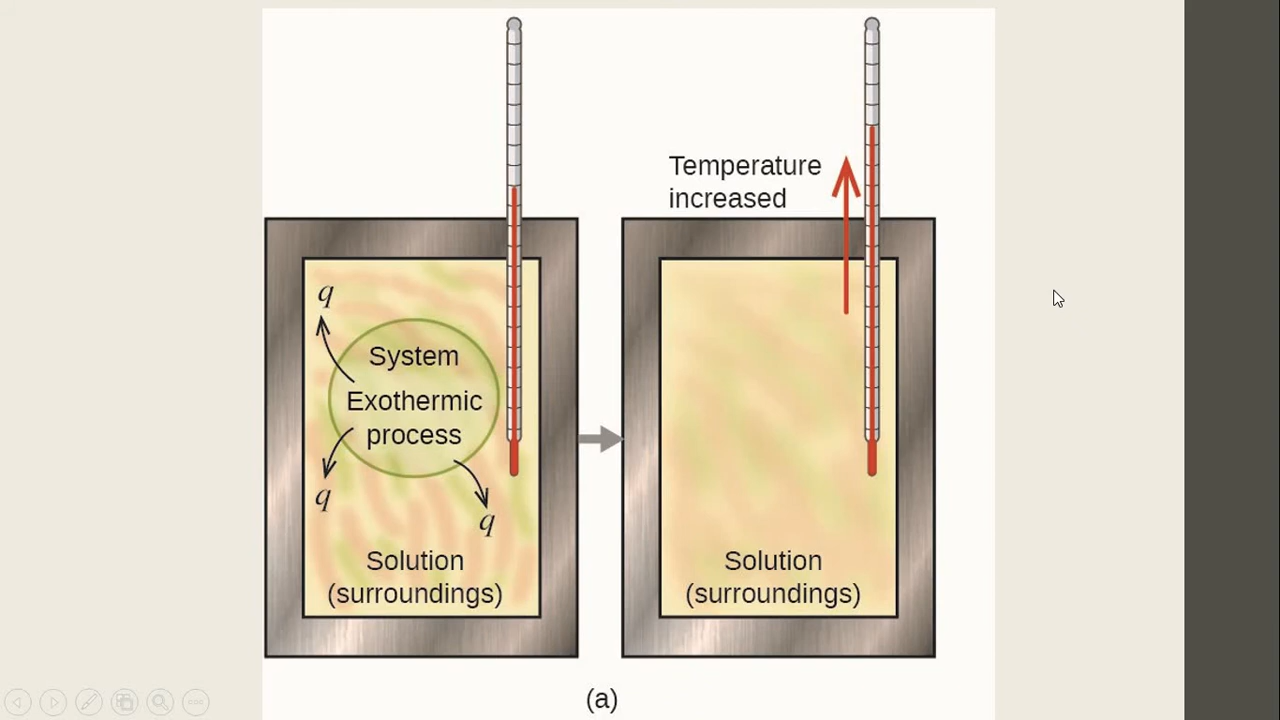 Temperature
increased
q
System
Exothermic
process
q
q
Solution
(surroundings)
Solution
(surroundings)
(a)